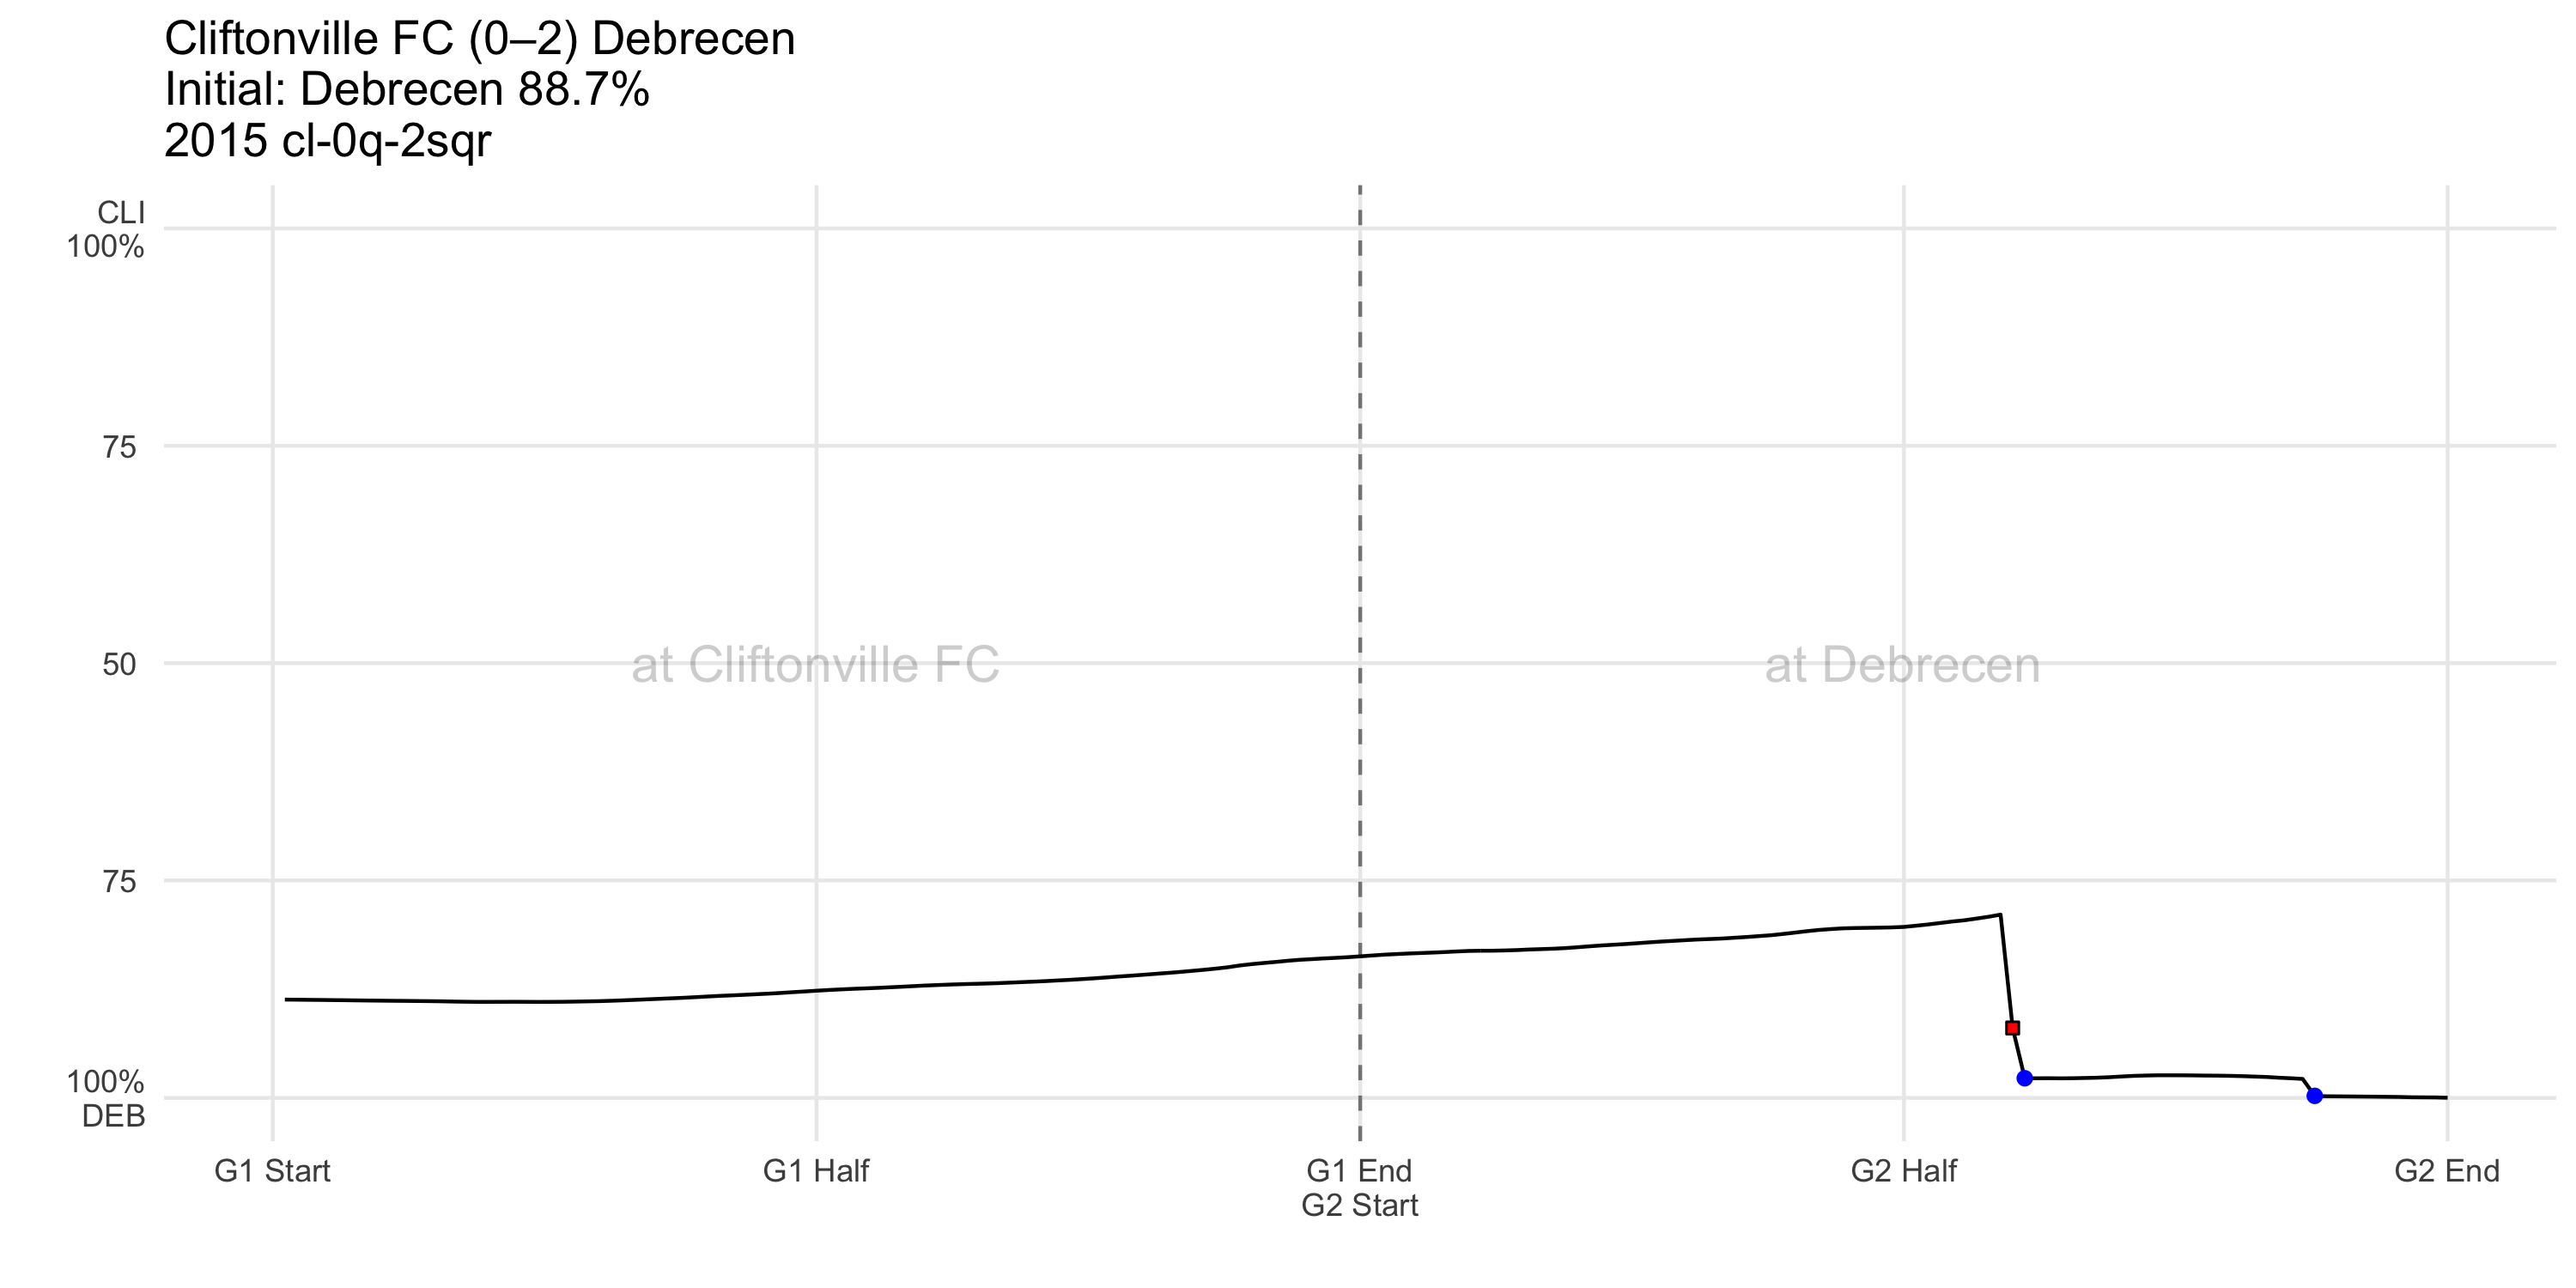 Cliftonville FC (0–2) Debrecen
Initial: Debrecen 88.7%
2015 cl-0q-2sqr
CLI
100%
75
50
75
100%
DEB
at Cliftonville FC
at Debrecen
G1 Start
G1 Half
G1 End
G2 Start
G2 Half
G2 End